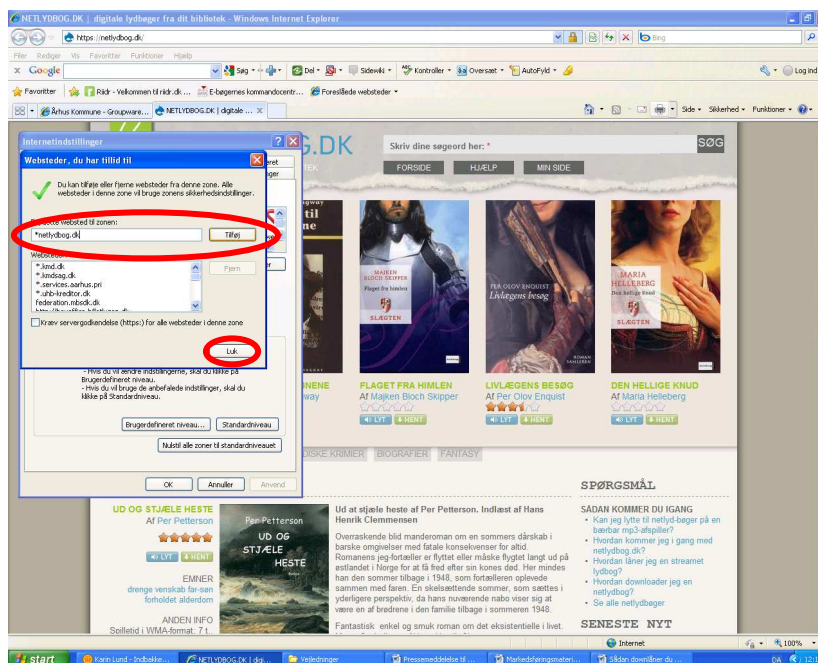 NETLYDBOG.DK | digitale lydbøger fra dit bibliotek - Windows Internet Explorer
https://netlydbog.dk/
Bing
Filer Rediger Vis Favoritter Funktioner Hjælp
x Google Søg Del Sidewiki Kontroller Oversæt AutoFyld Log ind
Favoritter Riidr - Velkommen til riidr.dk ... E-bøgernes kommandocentr... Foreslåede websteder
Århus Kommune - Groupware... NETLYDBOG.DK | digitale ... X
Side Sikkerhed Funktioner
G.DK
Skriv dine søgeord her: *
SØG
FORSIDE HJÆLP MIN SIDE
Internetindstillinger
Websteder, du har tillid til
Du kan tilføje eller fjerne websteder fra denne zone. Alle
websteder i denne zone vil bruge zonens sikkerhedsindstillinger.
dette websted til zonen:
*netlydbog.dk
Tilføj
Websteder
*.kmd.dk
*.kmdsag.dk
*.services.aarhus.pri
*.uhb-kreditor.dk
federation.mbsdk.dk
Fjern
Kræv servergodkendelse (https:) for alle websteder i denne zone
Luk
- Hvis du vil ændre indstillingerne, skal du klikke på
Brugerdefineret niveau.
- Hvis du vil bruge de anbefalede indstillinger, skal du
klikke på Standardniveau.
Brugerdefineret niveau... Standardniveau
Nulstil alle zoner til standardniveauet
OK Annuller Anvend
MAJKEN
BLOCH SKIPPER
Flaget fra himlen
SLÆGTEN
PER OLOV ENQUIST
Livlægens besøg
ROMAN
SAMLEREN
MARIA
HELLEBERG
Den hellige Knud
SLÆGTEN
FLAGET FRA HIMLEN
Af Majken Bloch Skipper
LYT HENT
LIVLÆGENS BESØG
Af Per Olov Enquist
LYT HENT
DEN HELLIGE KNUD
Af Maria Helleberg
LYT HENT
DISKE KRIMIER BIOGRAFIER FANTASY
UD OG STJÆLE HESTE
Af Per Petterson
LYT HENT
EMNER
drenge venskab far-søn
forholdet alderdom
ANDEN INFO
Spilletid i WMA-format: 7 t..
Per Petterson
UD OG
STJÆLE
HESTE
Ud at stjæle heste af Per Petterson. Indlæst af Hans
Henrik Clemmensen
Overraskende blid manderoman om en sommers dårskab i
barske omgivelser med fatale konsekvenser for altid.
Romanens jeg-fortæller er flyttet eller måske flygtet langt ud på
østlandet i Norge for at få fred efter sin kones død. Her mindes
han den sommer tilbage i 1948, som fortælleren oplevede
sammen med faren. En skelsættende sommer, som sættes i
yderligere perspektiv, da hans nuværende nabo viser sig at
være en af brødrene i den familie tilbage i sommeren 1948.
Fantastisk enkel og smuk roman om det eksistentielle i livet.
SPØRGSMÅL
SÅDAN KOMMER DU IGANG
• Kan jeg lytte til netlyd-bøger på en
bærbar mp3-afspiller?
• Hvordan kommer jeg i gang med
netlydbog.dk?
• Hvordan låner jeg en streamet
lydbog?
• Hvordan downloader jeg en
netlydbog?
• Se alle netlydbøger
SENESTE NYT
Internet 100%
start Karin Lund - Indbakke... NETLYDBOG.DK | digi... Vejledninger Pressemeddelelse til ... Markedsføringsmateri... Sådan downlåner du ... DA